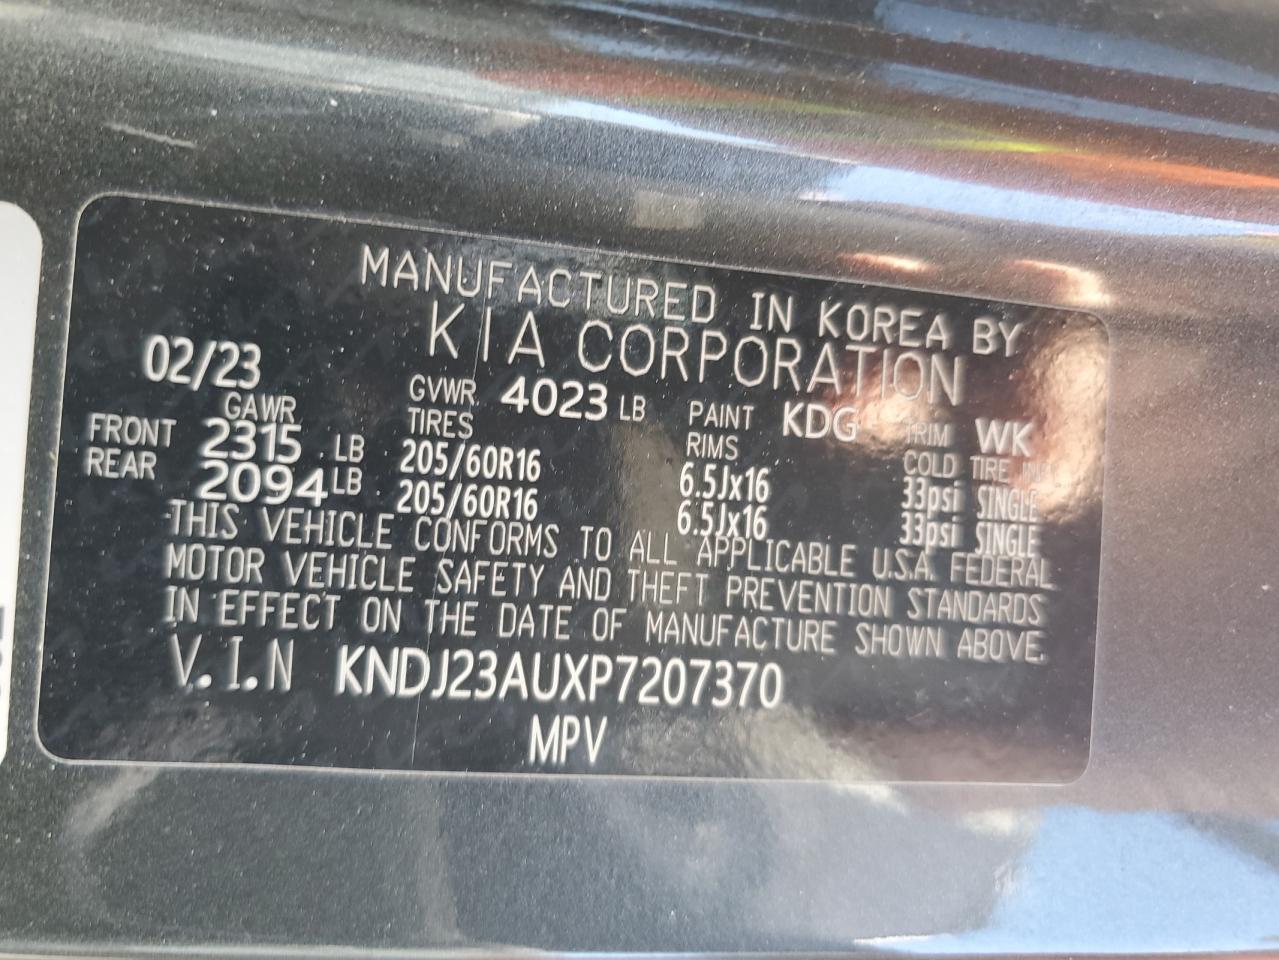 MANUFACTURED IN KOREA BY
KIA CORPORATION
02/23 GVWR 4023 LB PAINT KDG TRIM WK
GAWR TIRES RIMS COLD TIRE INFL.
FRONT 2315 LB 205/60R16 6.5Jx16 33psi SINGLE
REAR 2094 LB 205/60R16 6.5Jx16 33psi SINGLE
THIS VEHICLE CONFORMS TO ALL APPLICABLE U.S.A. FEDERAL
MOTOR VEHICLE SAFETY AND THEFT PREVENTION STANDARDS
IN EFFECT ON THE DATE OF MANUFACTURE SHOWN ABOVE.
V.I.N KNDJ23AUXP7207370
MPV